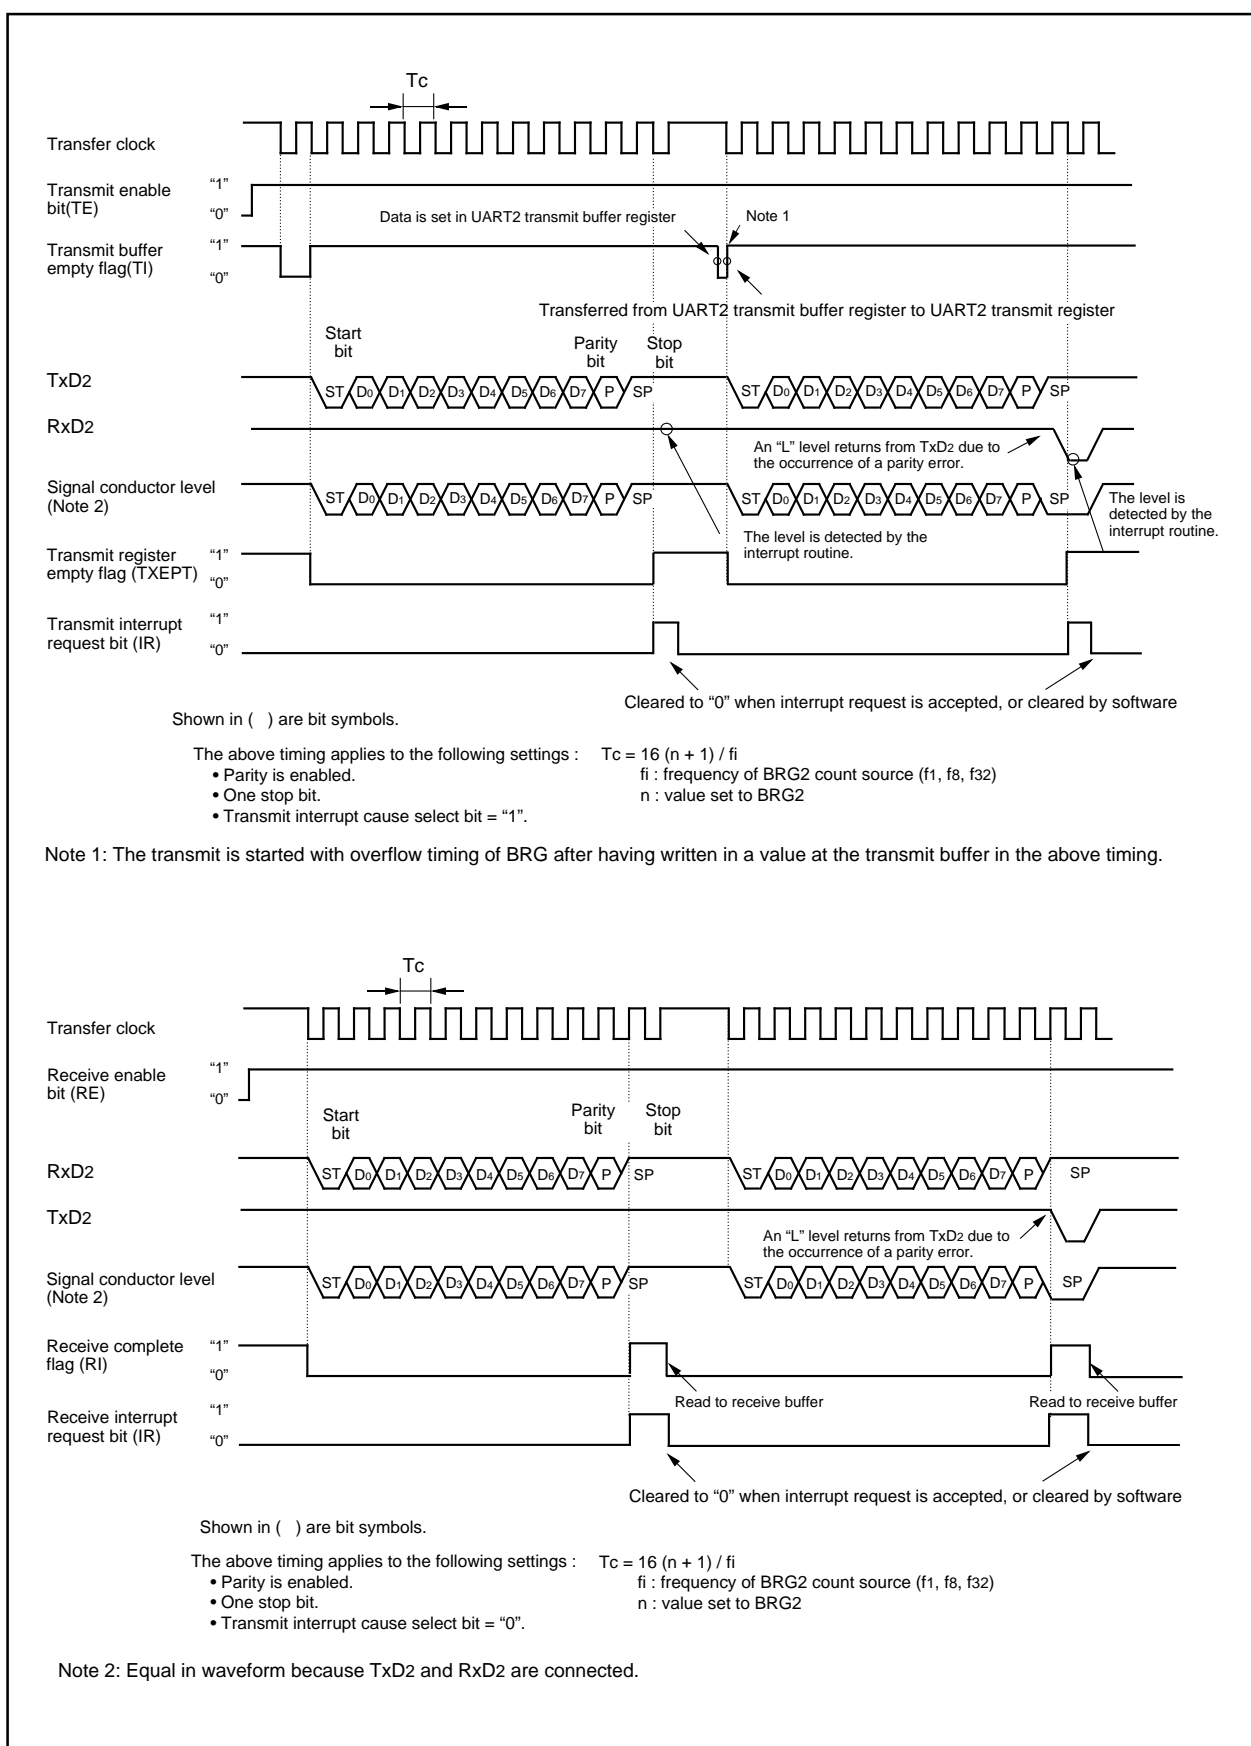 Tc
Transfer clock
Transmit enable
bit(TE)
“1”
“0”
Data is set in UART2 transmit buffer register
Note 1
Transmit buffer
empty flag(TI)
“1”
“0”
Transferred from UART2 transmit buffer register to UART2 transmit register
Start
bit
Parity
bit
Stop
bit
TxD2
ST D0 D1 D2 D3 D4 D5 D6 D7 P SP
ST D0 D1 D2 D3 D4 D5 D6 D7 P SP
RxD2
An “L” level returns from TxD2 due to
the occurrence of a parity error.
Signal conductor level
(Note 2)
ST D0 D1 D2 D3 D4 D5 D6 D7 P SP
ST D0 D1 D2 D3 D4 D5 D6 D7 P SP
The level is
detected by the
interrupt routine.
The level is detected by the
interrupt routine.
Transmit register
empty flag (TXEPT)
“1”
“0”
Transmit interrupt
request bit (IR)
“1”
“0”
Cleared to “0” when interrupt request is accepted, or cleared by software
Shown in ( ) are bit symbols.
The above timing applies to the following settings :
• Parity is enabled.
• One stop bit.
• Transmit interrupt cause select bit = “1”.
Tc = 16 (n + 1) / fi
fi : frequency of BRG2 count source (f1, f8, f32)
n : value set to BRG2
Note 1: The transmit is started with overflow timing of BRG after having written in a value at the transmit buffer in the above timing.
Tc
Transfer clock
Receive enable
bit (RE)
“1”
“0”
Start
bit
Parity
bit
Stop
bit
RxD2
ST D0 D1 D2 D3 D4 D5 D6 D7 P SP
ST D0 D1 D2 D3 D4 D5 D6 D7 P SP
TxD2
An “L” level returns from TxD2 due to
the occurrence of a parity error.
Signal conductor level
(Note 2)
ST D0 D1 D2 D3 D4 D5 D6 D7 P SP
ST D0 D1 D2 D3 D4 D5 D6 D7 P SP
Receive complete
flag (RI)
“1”
“0”
Read to receive buffer
Read to receive buffer
Receive interrupt
request bit (IR)
“1”
“0”
Cleared to “0” when interrupt request is accepted, or cleared by software
Shown in ( ) are bit symbols.
The above timing applies to the following settings :
• Parity is enabled.
• One stop bit.
• Transmit interrupt cause select bit = “0”.
Tc = 16 (n + 1) / fi
fi : frequency of BRG2 count source (f1, f8, f32)
n : value set to BRG2
Note 2: Equal in waveform because TxD2 and RxD2 are connected.